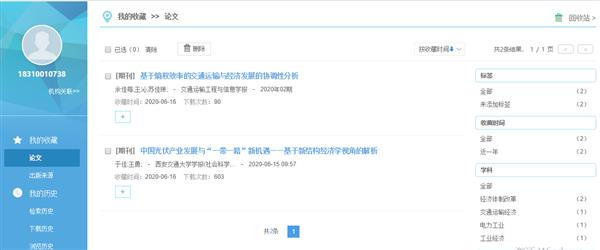 我的收藏 >> 论文
回收站 >
已选（0） 清除
删除
按收藏时间
共2条结果， 1 / 1 页
< >
18310010738
机构关联>>
我的收藏
论文
出版来源
我的历史
检索历史
下载历史
浏览历史
[期刊] 基于熵权效率的交通运输与经济发展的协调性分析
永佳每,王沁,苏佳琳. - 交通运输工程与信息学报 - 2020年02期
收藏时间：2020-06-16 下载次数：90
+
[期刊] 中国光伏产业发展与“一带一路”新机遇——基于新结构经济学视角的解析
于佳;王勇; - 西安交通大学学报(社会科学... - 2020-06-15 09:57
收藏时间：2020-06-16 下载次数：603
+
共2条 1
标签
全部 （2）
未添加标签 （2）
收藏时间
全部 （2）
近一年 （2）
学科
全部
经济体制改革 （2）
交通运输经济 （1）
电力工业 （1）
工业经济 （1）